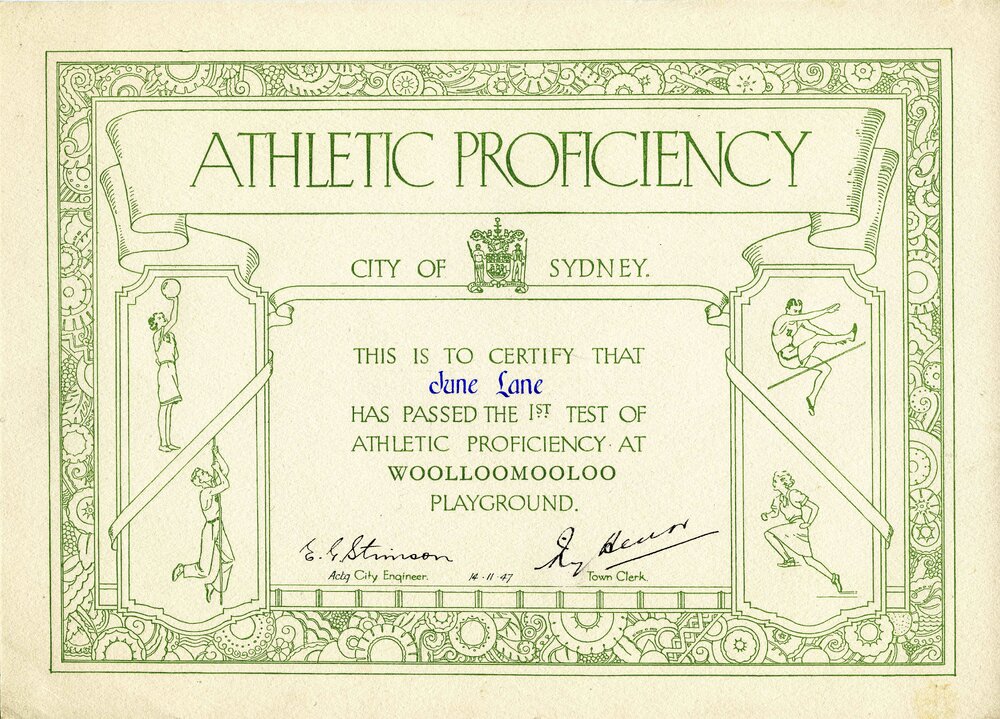 ATHLETIC PROFICIENCY
CITY OF SYDNEY.
THIS IS TO CERTIFY THAT
June Lane
HAS PASSED THE 1ST TEST OF
ATHLETIC PROFICIENCY AT
WOOLLOOMOOLOO
PLAYGROUND.
E. G. Stimson
Actg City Engineer. 14-11-47 Town Clerk.